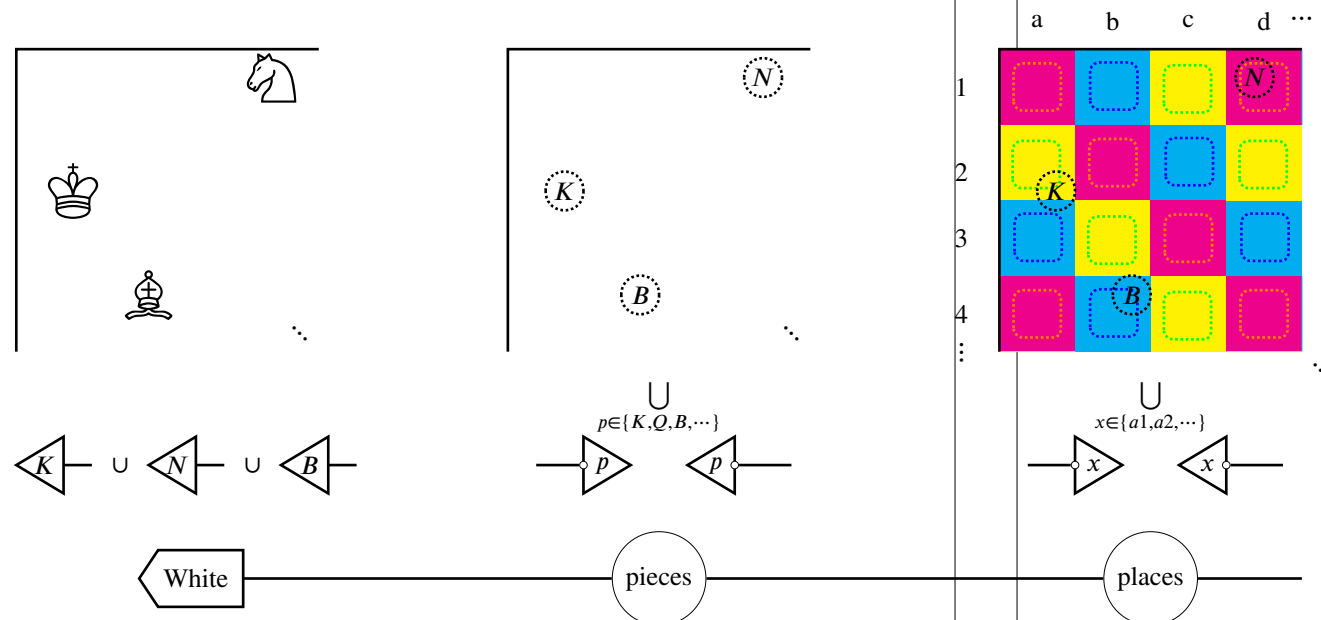 a b c d ⋯
N N
1
2
K K
3
B B
4
⋱ ⋱ ⋮ ⋱
⋃ ⋃
p∈{K,Q,B,⋯} x∈{a1,a2,⋯}
K ∪ N ∪ B p p x x
White pieces places